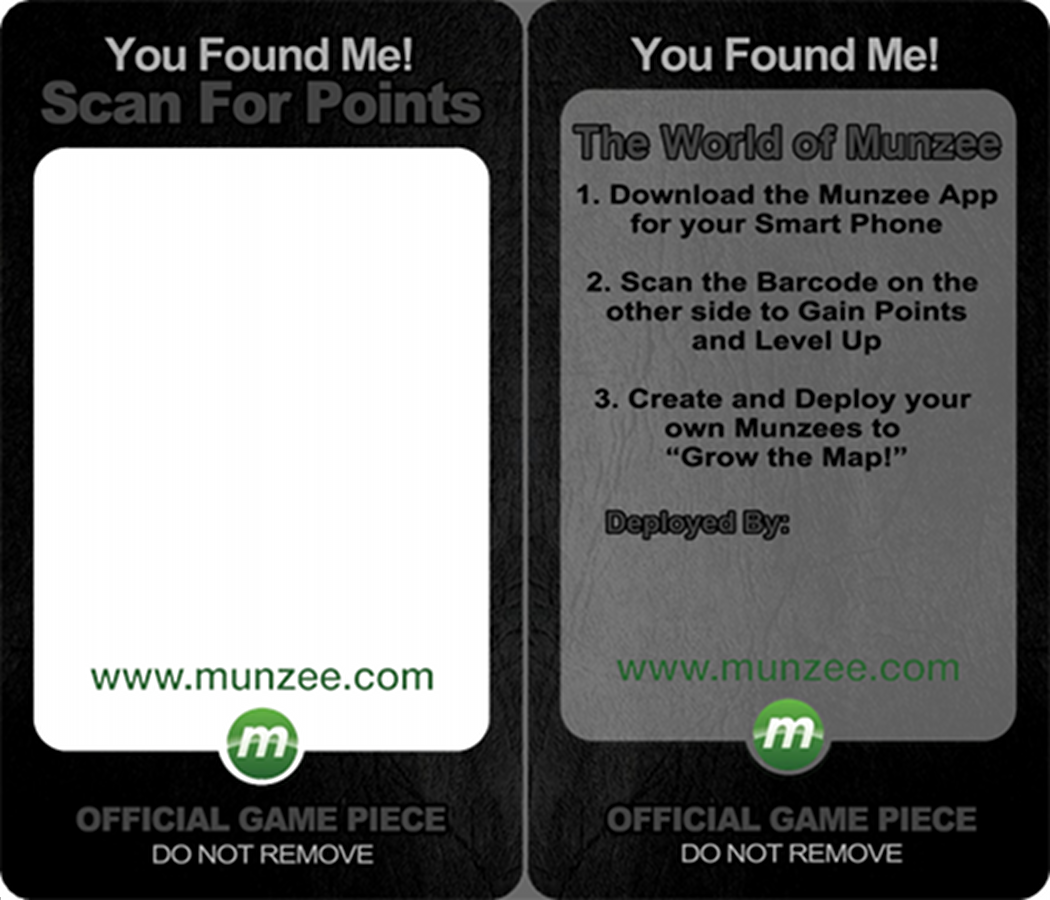 You Found Me!
Scan For Points
www.munzee.com
m
OFFICIAL GAME PIECE
DO NOT REMOVE
You Found Me!
The World of Munzee
1. Download the Munzee App
for your Smart Phone
2. Scan the Barcode on the
other side to Gain Points
and Level Up
3. Create and Deploy your
own Munzees to
“Grow the Map!”
Deployed By:
www.munzee.com
m
OFFICIAL GAME PIECE
DO NOT REMOVE